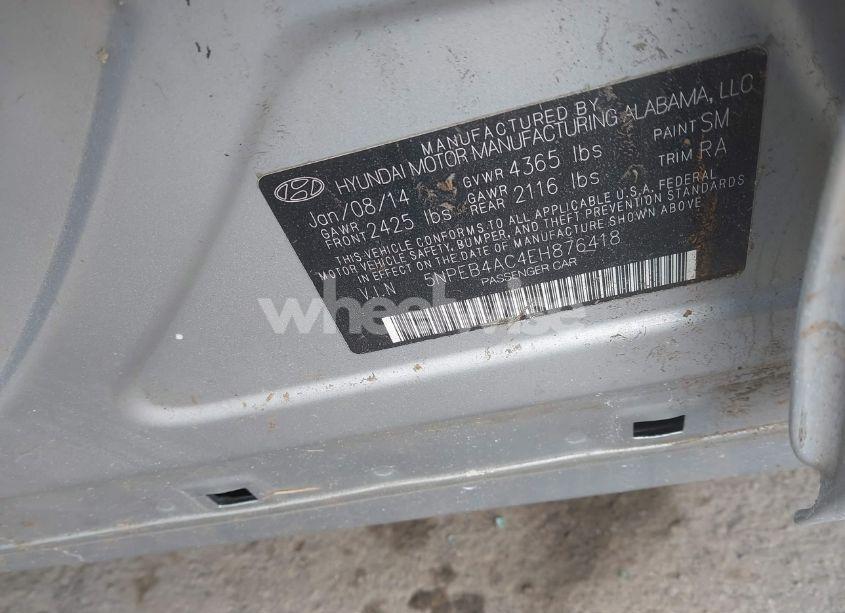 MANUFACTURED BY
HYUNDAI MOTOR MANUFACTURING ALABAMA, LLC
Jan/08/14 GVWR 4365 lbs PAINT SM
GAWR FRONT 2425 lbs GAWR REAR 2116 lbs TRIM RA
THIS VEHICLE CONFORMS TO ALL APPLICABLE U.S.A. FEDERAL
MOTOR VEHICLE SAFETY, BUMPER, AND THEFT PREVENTION STANDARDS
IN EFFECT ON THE DATE OF MANUFACTURE SHOWN ABOVE
V.I.N 5NPEB4AC4EH876418
PASSENGER CAR
wheelwise